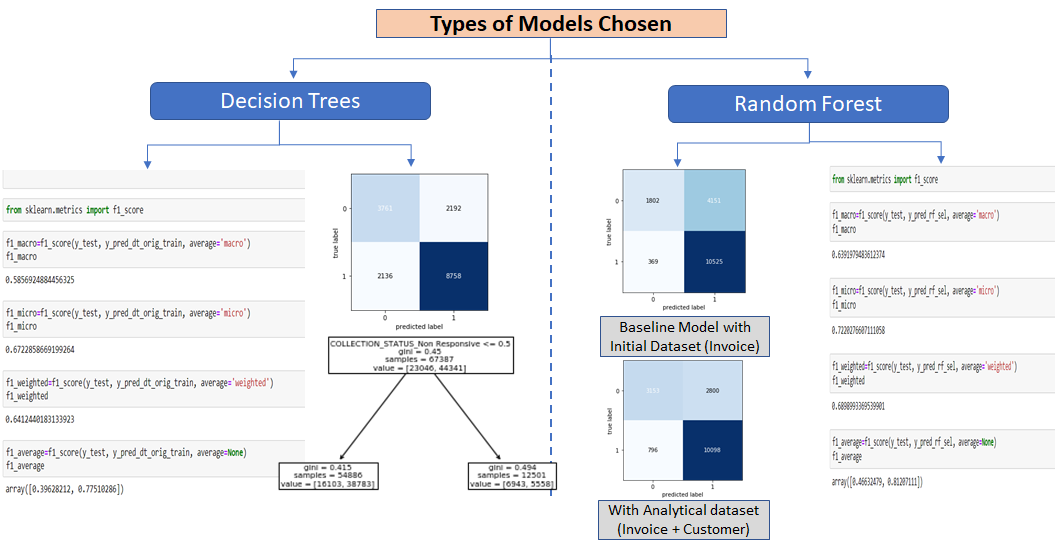 Types of Models Chosen
Decision Trees
Random Forest
from sklearn.metrics import f1_score
f1_macro=f1_score(y_test, y_pred_dt_orig_train, average='macro')
f1_macro
0.5856924884456325
f1_micro=f1_score(y_test, y_pred_dt_orig_train, average='micro')
f1_micro
0.6722858669199264
f1_weighted=f1_score(y_test, y_pred_dt_orig_train, average='weighted')
f1_weighted
0.6412440183133923
f1_average=f1_score(y_test, y_pred_dt_orig_train, average=None)
f1_average
array([0.39628212, 0.77510286])
true label
0
3761
2192
1
2136
8758
0
1
predicted label
COLLECTION_STATUS_Non Responsive <= 0.5
gini = 0.45
samples = 67387
value = [23046, 44341]
gini = 0.415
samples = 54886
value = [16103, 38783]
gini = 0.494
samples = 12501
value = [6943, 5558]
true label
0
1802
4151
1
369
10525
0
1
predicted label
Baseline Model with
Initial Dataset (Invoice)
true label
0
3153
2800
1
796
10098
0
1
predicted label
With Analytical dataset
(Invoice + Customer)
from sklearn.metrics import f1_score
f1_macro=f1_score(y_test, y_pred_rf_sel, average='macro')
f1_macro
0.6391979483612374
f1_micro=f1_score(y_test, y_pred_rf_sel, average='micro')
f1_micro
0.7220276607111058
f1_weighted=f1_score(y_test, y_pred_rf_sel, average='weighted')
f1_weighted
0.6898993369539901
f1_average=f1_score(y_test, y_pred_rf_sel, average=None)
f1_average
array([0.46632479, 0.81207111])